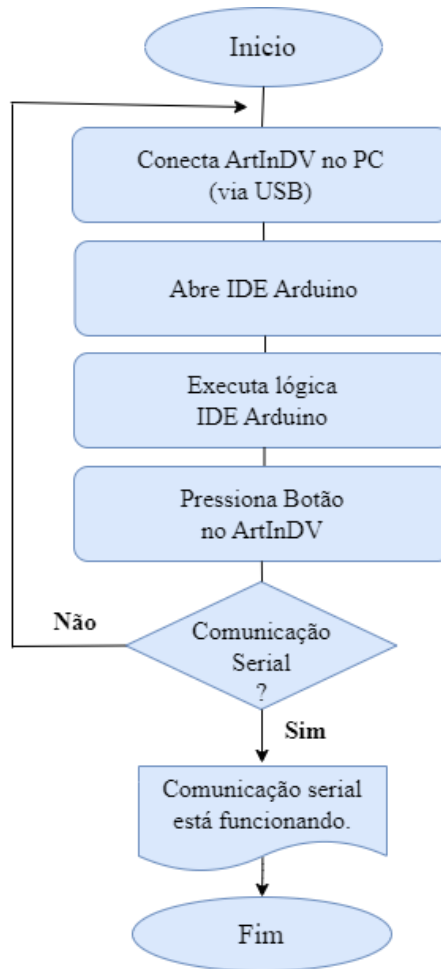 Inicio
Conecta ArtInDV no PC
(via USB)
Abre IDE Arduino
Executa lógica
IDE Arduino
Pressiona Botão
no ArtInDV
Não
Comunicação
Serial
?
Sim
Comunicação serial
está funcionando.
Fim